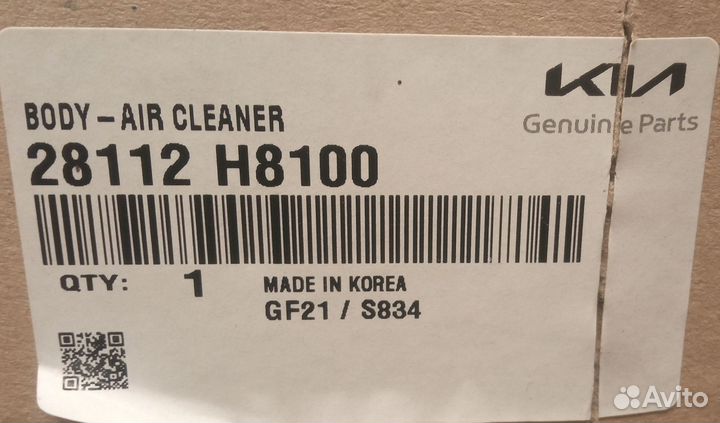 KIA
Genuine Parts
BODY – AIR CLEANER
28112 H8100
QTY: 1 MADE IN KOREA
GF21 / S834
Avito